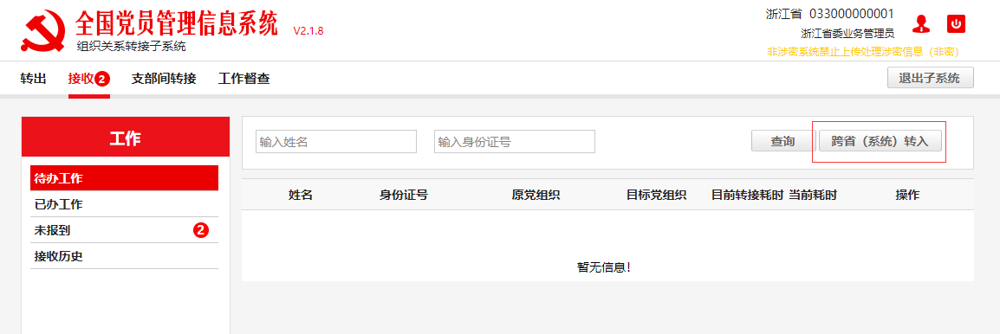 全国党员管理信息系统 V2.1.8
组织关系转接子系统
浙江省 033000000001
浙江省委业务管理员
非涉密系统禁止上传处理涉密信息（非密）
转出 接收 2 支部间转接 工作督查 退出子系统
工作
待办工作
已办工作
未报到 2
接收历史
输入姓名 输入身份证号 查询 跨省（系统）转入
姓名 身份证号 原党组织 目标党组织 目前转接耗时 当前耗时 操作
暂无信息！